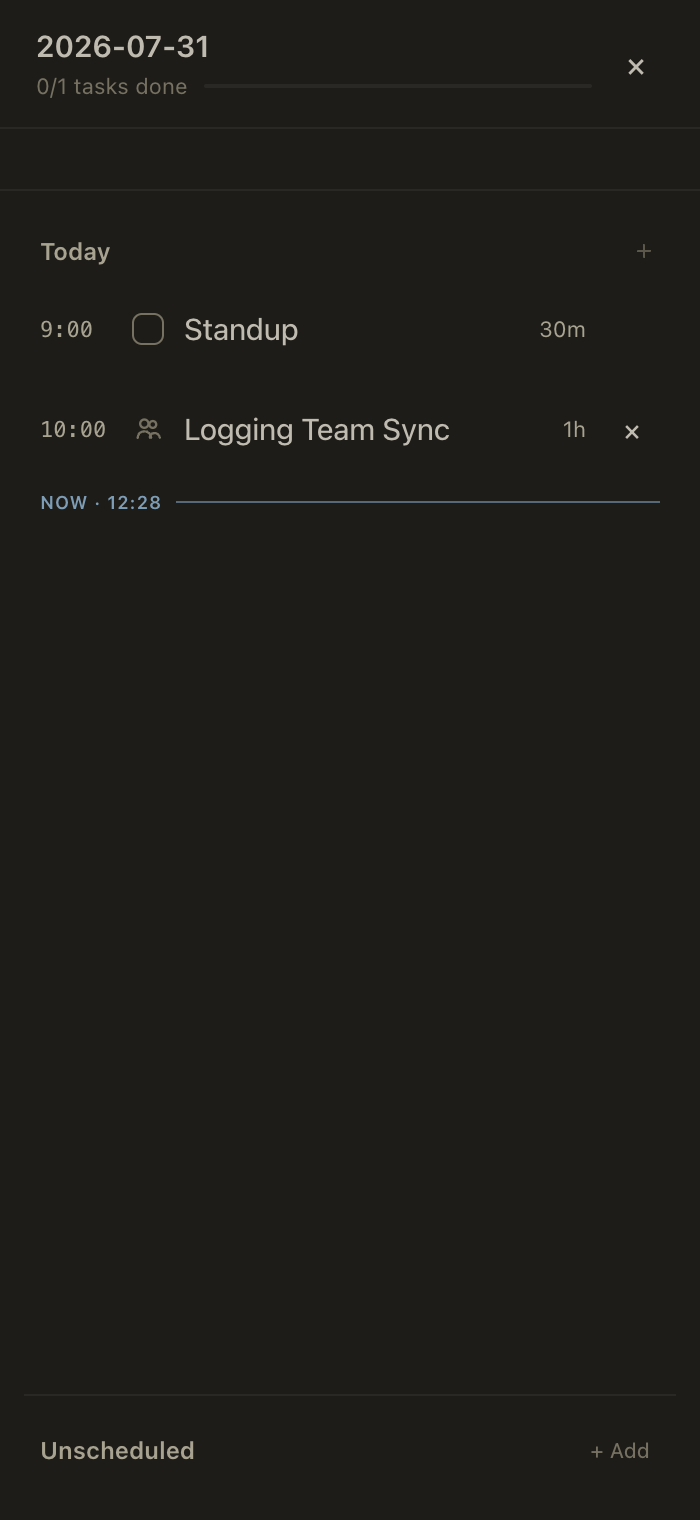 2026-07-31
0/1 tasks done
×
Today
+
9:00 Standup 30m
10:00 Logging Team Sync 1h ×
NOW · 12:28
Unscheduled + Add